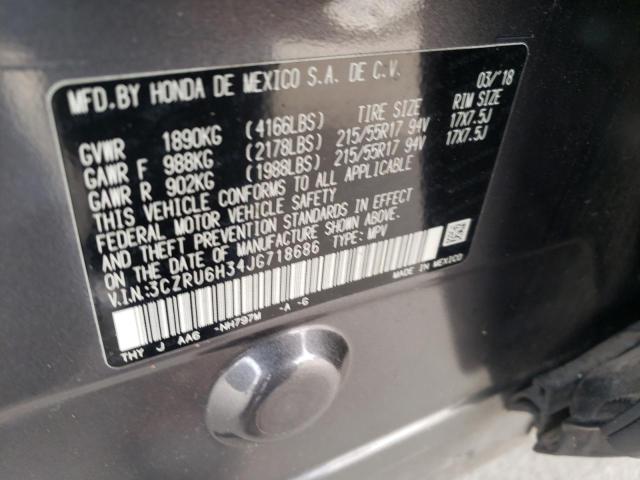 MFD. BY HONDA DE MEXICO S.A. DE C.V. 03/'18
GVWR 1890KG (4166LBS) TIRE SIZE RIM SIZE
GAWR F 988KG (2178LBS) 215/55R17 94V 17X7.5J
GAWR R 902KG (1988LBS) 215/55R17 94V 17X7.5J
THIS VEHICLE CONFORMS TO ALL APPLICABLE
FEDERAL MOTOR VEHICLE SAFETY
AND THEFT PREVENTION STANDARDS IN EFFECT
ON THE DATE OF MANUFACTURE SHOWN ABOVE.
V.I.N:3CZRU6H34JG718686 TYPE: MPV
MADE IN MEXICO
THY J AAG -NH797M -A -G